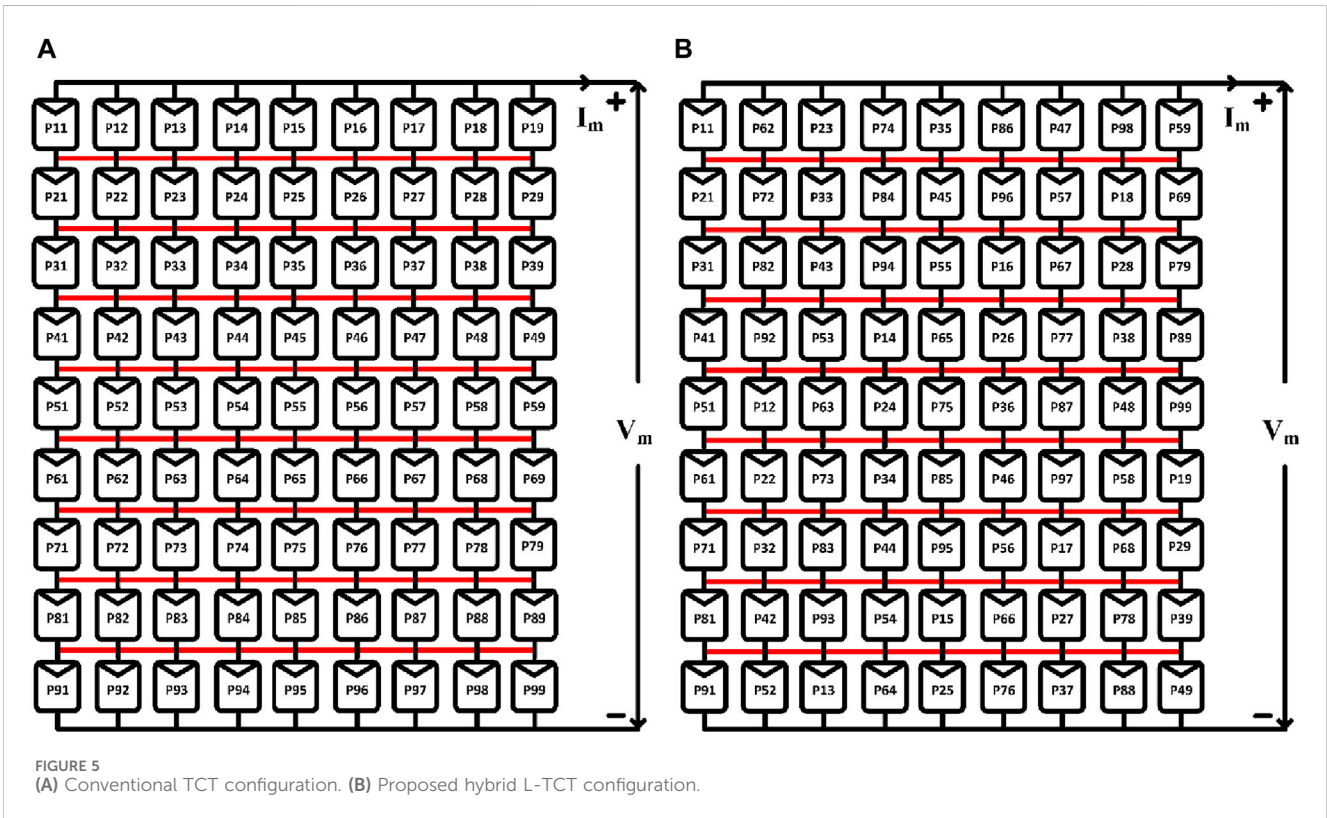 A
P11 P12 P13 P14 P15 P16 P17 P18 P19
Im + 
P21 P22 P23 P24 P25 P26 P27 P28 P29
P31 P32 P33 P34 P35 P36 P37 P38 P39
P41 P42 P43 P44 P45 P46 P47 P48 P49
P51 P52 P53 P54 P55 P56 P57 P58 P59
Vm
P61 P62 P63 P64 P65 P66 P67 P68 P69
P71 P72 P73 P74 P75 P76 P77 P78 P79
P81 P82 P83 P84 P85 P86 P87 P88 P89
P91 P92 P93 P94 P95 P96 P97 P98 P99
−
B
P11 P62 P23 P74 P35 P86 P47 P98 P59
Im +
P21 P72 P33 P84 P45 P96 P57 P18 P69
P31 P82 P43 P94 P55 P16 P67 P28 P79
P41 P92 P53 P14 P65 P26 P77 P38 P89
P51 P12 P63 P24 P75 P36 P87 P48 P99
Vm
P61 P22 P73 P34 P85 P46 P97 P58 P19
P71 P32 P83 P44 P95 P56 P17 P68 P29
P81 P42 P93 P54 P15 P66 P27 P78 P39
P91 P52 P13 P64 P25 P76 P37 P88 P49
−
FIGURE 5
(A) Conventional TCT configuration. (B) Proposed hybrid L-TCT configuration.